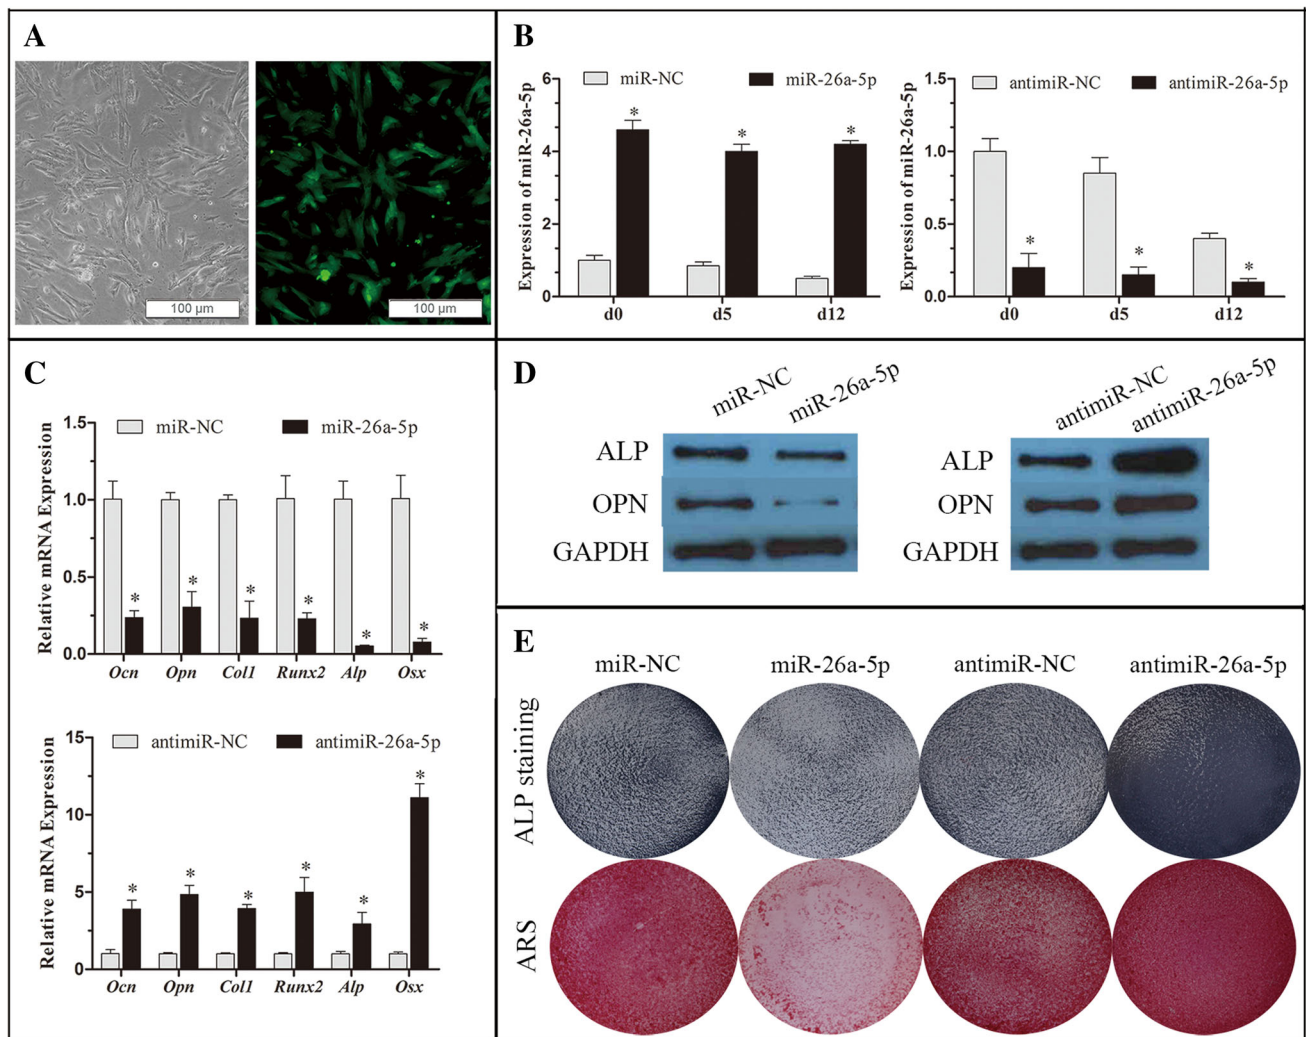 A
100 µm
100 µm
B
miR-NC miR-26a-5p
Expression of miR-26a-5p
6
4
2
0
* * *
d0 d5 d12
antimiR-NC antimiR-26a-5p
Expression of miR-26a-5p
1.5
1.0
0.5
0.0
* * *
d0 d5 d12
C
miR-NC miR-26a-5p
Relative mRNA Expression
1.5
1.0
0.5
0.0
* * * * * *
Ocn Opn Col1 Runx2 Alp Osx
antimiR-NC antimiR-26a-5p
Relative mRNA Expression
15
10
5
0
* * * * * *
Ocn Opn Col1 Runx2 Alp Osx
D
miR-NC miR-26a-5p
ALP
OPN
GAPDH
antimiR-NC antimiR-26a-5p
ALP
OPN
GAPDH
E
miR-NC miR-26a-5p antimiR-NC antimiR-26a-5p
ALP staining
ARS